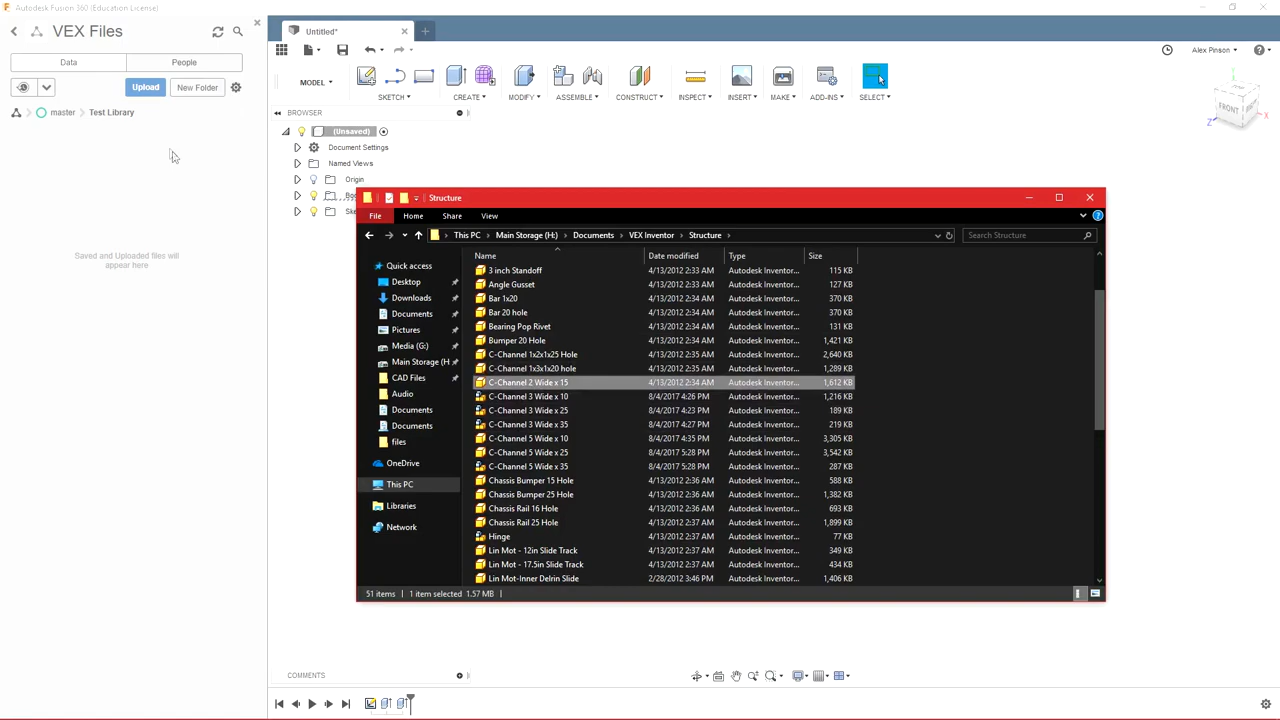 Autodesk Fusion 360 (Education License)
VEX Files
Data People
Upload New Folder
master Test Library
Saved and Uploaded files will
appear here
Untitled*
Alex Pinson
MODEL
SKETCH CREATE MODIFY ASSEMBLE CONSTRUCT INSPECT INSERT MAKE ADD-INS SELECT
FRONT
Z X
BROWSER
(Unsaved)
Document Settings
Named Views
Origin
Structure
File Home Share View
This PC Main Storage (H:) Documents VEX Inventor Structure
Search Structure
Name Date modified Type Size
Quick access
Desktop
Downloads
Documents
Pictures
Media (G:)
Main Storage (H
CAD Files
Audio
Documents
Documents
files
OneDrive
This PC
Libraries
Network
3 inch Standoff 4/13/2012 2:33 AM Autodesk Inventor... 115 KB
Angle Gusset 4/13/2012 2:33 AM Autodesk Inventor... 127 KB
Bar 1x20 4/13/2012 2:34 AM Autodesk Inventor... 370 KB
Bar 20 hole 4/13/2012 2:34 AM Autodesk Inventor... 370 KB
Bearing Pop Rivet 4/13/2012 2:34 AM Autodesk Inventor... 131 KB
Bumper 20 Hole 4/13/2012 2:34 AM Autodesk Inventor... 1,421 KB
C-Channel 1x2x1x25 Hole 4/13/2012 2:35 AM Autodesk Inventor... 2,640 KB
C-Channel 1x3x1x20 hole 4/13/2012 2:35 AM Autodesk Inventor... 1,289 KB
C-Channel 2 Wide x 15 4/13/2012 2:34 AM Autodesk Inventor... 1,612 KB
C-Channel 3 Wide x 10 8/4/2017 4:26 PM Autodesk Inventor... 1,216 KB
C-Channel 3 Wide x 25 8/4/2017 4:23 PM Autodesk Inventor... 189 KB
C-Channel 3 Wide x 35 8/4/2017 4:27 PM Autodesk Inventor... 219 KB
C-Channel 5 Wide x 10 8/4/2017 4:35 PM Autodesk Inventor... 3,305 KB
C-Channel 5 Wide x 25 8/4/2017 5:28 PM Autodesk Inventor... 3,542 KB
C-Channel 5 Wide x 35 8/4/2017 5:28 PM Autodesk Inventor... 287 KB
Chassis Bumper 15 Hole 4/13/2012 2:36 AM Autodesk Inventor... 588 KB
Chassis Bumper 25 Hole 4/13/2012 2:36 AM Autodesk Inventor... 1,382 KB
Chassis Rail 16 Hole 4/13/2012 2:36 AM Autodesk Inventor... 693 KB
Chassis Rail 25 Hole 4/13/2012 2:37 AM Autodesk Inventor... 1,899 KB
Hinge 4/13/2012 2:37 AM Autodesk Inventor... 77 KB
Lin Mot - 12in Slide Track 4/13/2012 2:37 AM Autodesk Inventor... 349 KB
Lin Mot - 17.5in Slide Track 4/13/2012 2:37 AM Autodesk Inventor... 434 KB
Lin Mot-Inner Delrin Slide 2/28/2012 3:46 PM Autodesk Inventor... 1,406 KB
51 items 1 item selected 1.57 MB
COMMENTS